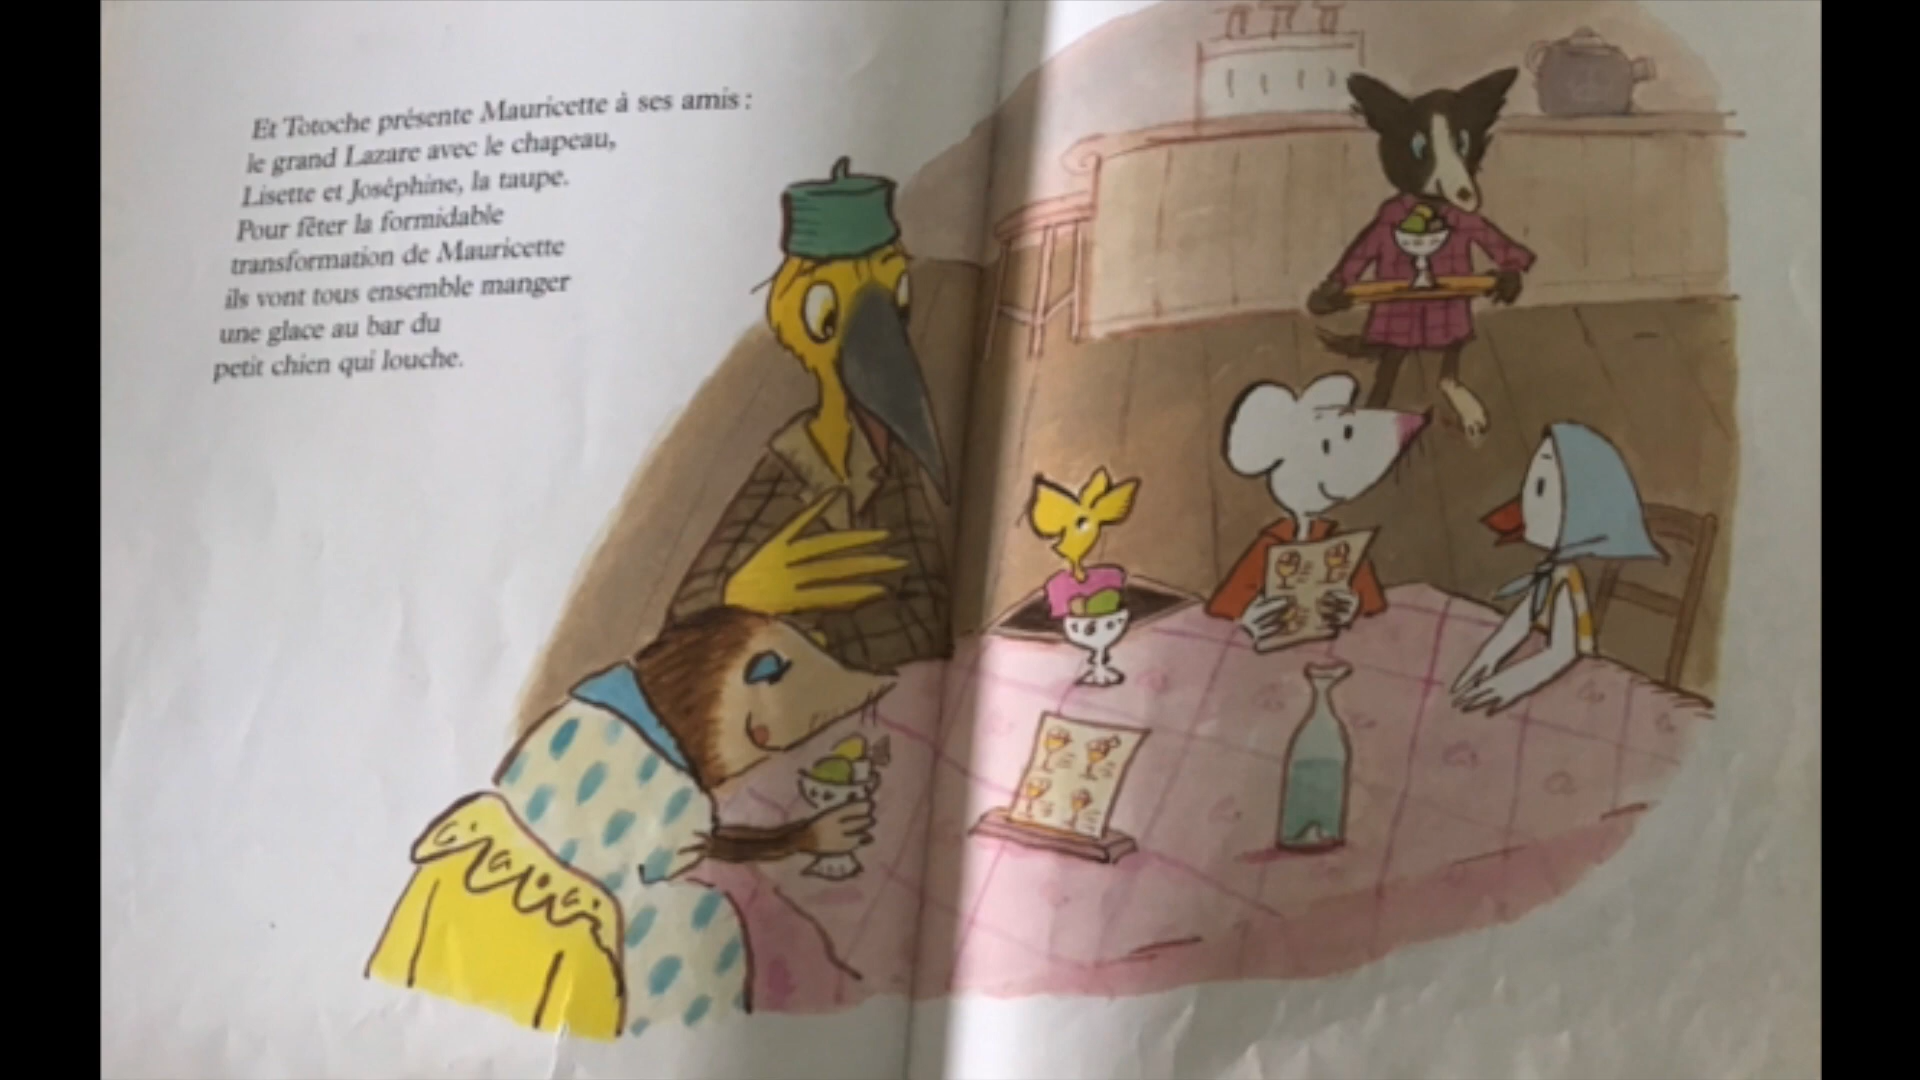 Et Totoche présente Mauricette à ses amis :
le grand Lazare avec le chapeau,
Lisette et Joséphine, la taupe.
Pour fêter la formidable
transformation de Mauricette
ils vont tous ensemble manger
une glace au bar du
petit chien qui louche.